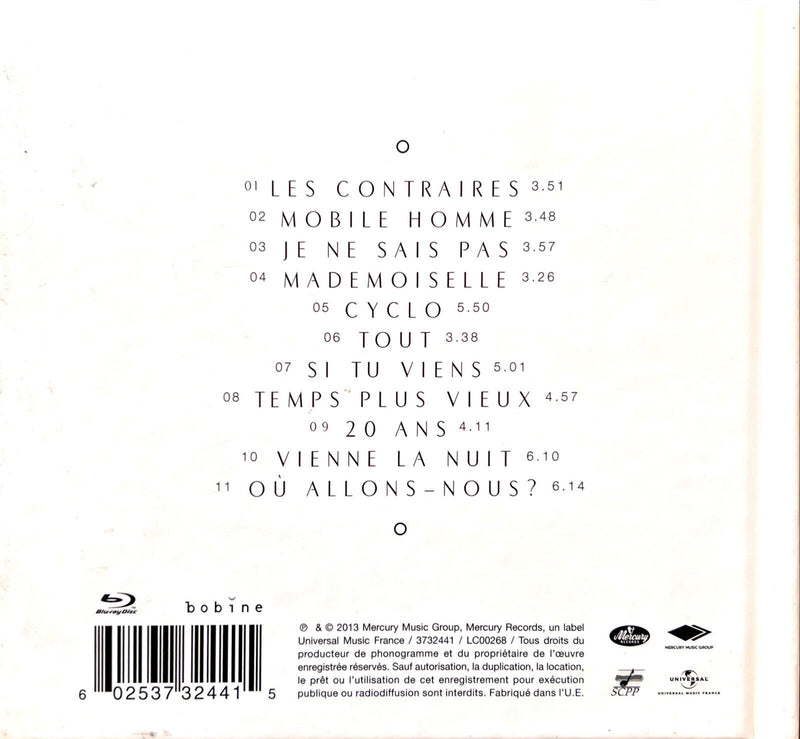 01 LES CONTRAIRES 3.51
02 MOBILE HOMME 3.48
03 JE NE SAIS PAS 3.57
04 MADEMOISELLE 3.26
05 CYCLO 5.50
06 TOUT 3.38
07 SI TU VIENS 5.01
08 TEMPS PLUS VIEUX 4.57
09 20 ANS 4.11
10 VIENNE LA NUIT 6.10
11 OÙ ALLONS–NOUS? 6.14
Blu-ray Disc
bobine
6 02537 32441 5
℗ & © 2013 Mercury Music Group, Mercury Records, un label
Universal Music France / 3732441 / LC00268 / Tous droits du
producteur de phonogramme et du propriétaire de l'œuvre
enregistrée réservés. Sauf autorisation, la duplication, la location,
le prêt ou l'utilisation de cet enregistrement pour exécution
publique ou radiodiffusion sont interdits. Fabriqué dans l'U.E.
Mercury
RECORDS
MERCURY MUSIC GROUP
SCPP
UNIVERSAL
UNIVERSAL MUSIC FRANCE